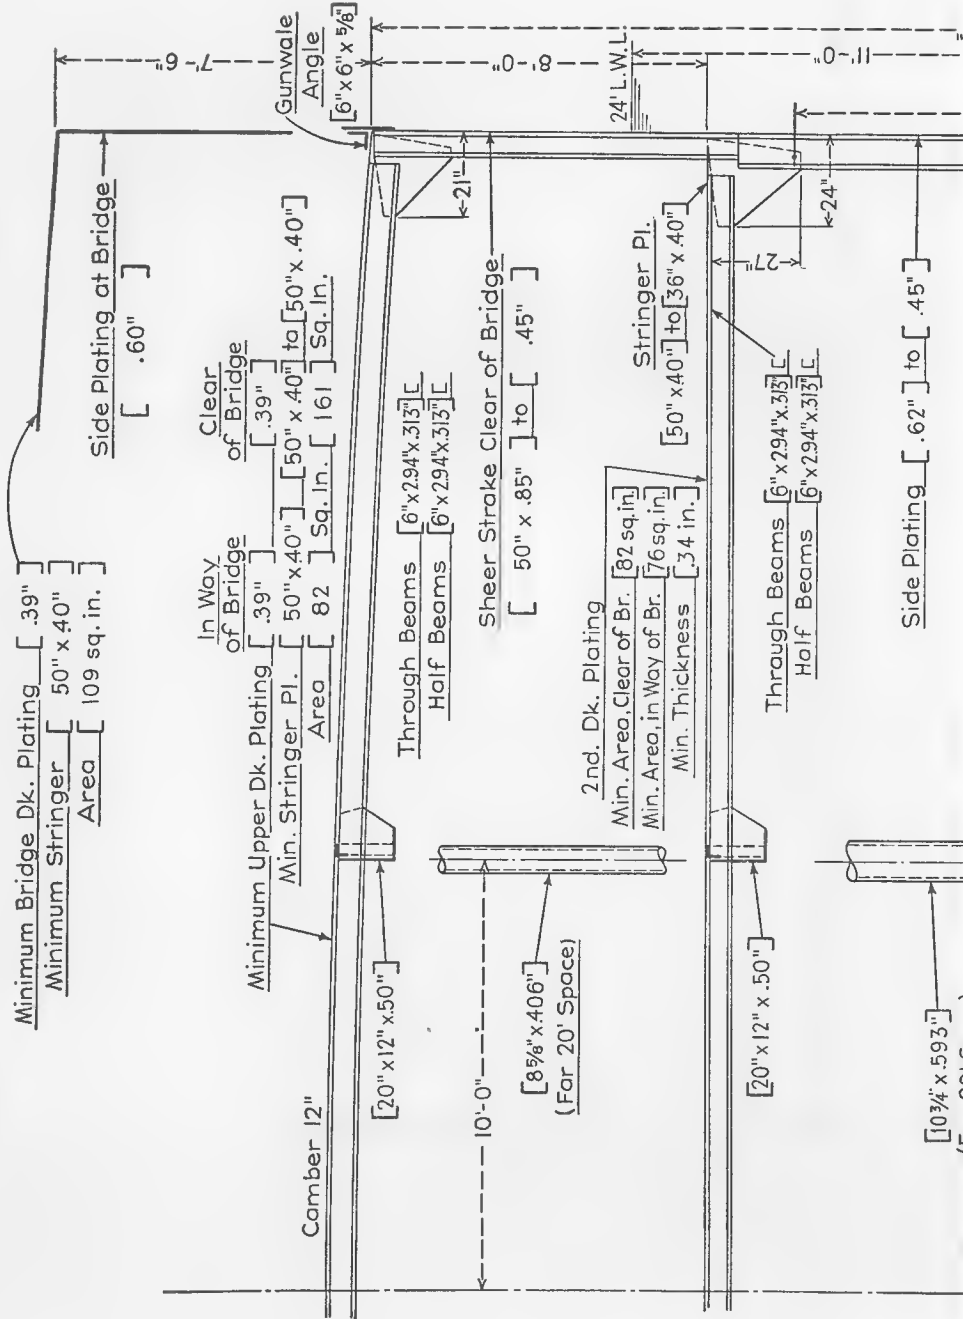 Minimum Bridge Dk. Plating [ .39" ]
Minimum Stringer [ 50" x .40" ]
Area [ 109 sq. in. ]
7'-6"
Gunwale
Angle
[6"x6"x 5/8"]
Side Plating at Bridge
[ .60" ]
In Way
of Bridge
Clear
of Bridge
Minimum Upper Dk. Plating [ .39" ] [ .39" ]
Min. Stringer Pl. [ 50"x.40" ] [50"x.40"] to [50"x.40"]
Area [ 82 ] Sq. In. [ 161 ] Sq. In.
Camber 12"
8'-0"
24' L.W.L.
11'-0"
21"
Through Beams [6"x2.94"x.313"] [
Half Beams [6"x2.94"x.313"] [
Sheer Strake Clear of Bridge
[ 50" x .85" ] to [ .45" ]
[20"x12"x.50"]
10'-0"
[8 5/8"x.406"]
(For 20' Space)
2nd. Dk. Plating
Min. Area, Clear of Br. [82 sq.in.]
Min. Area, in Way of Br. [76 sq.in.]
Min. Thickness [.34 in.]
Stringer Pl.
[50"x.40"] to [36"x.40"]
27"
24"
Through Beams [6"x2.94"x.313"] [
Half Beams [6"x2.94"x.313"] [
Side Plating [ .62" ] to [ .45" ]
[20"x12"x.50"]
[10 3/4"x.593"]